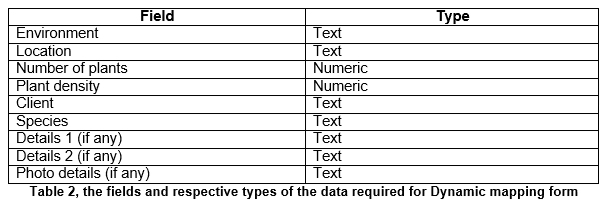 Field Type
Environment Text
Location Text
Number of plants Numeric
Plant density Numeric
Client Text
Species Text
Details 1 (if any) Text
Details 2 (if any) Text
Photo details (if any) Text
Table 2, the fields and respective types of the data required for Dynamic mapping form